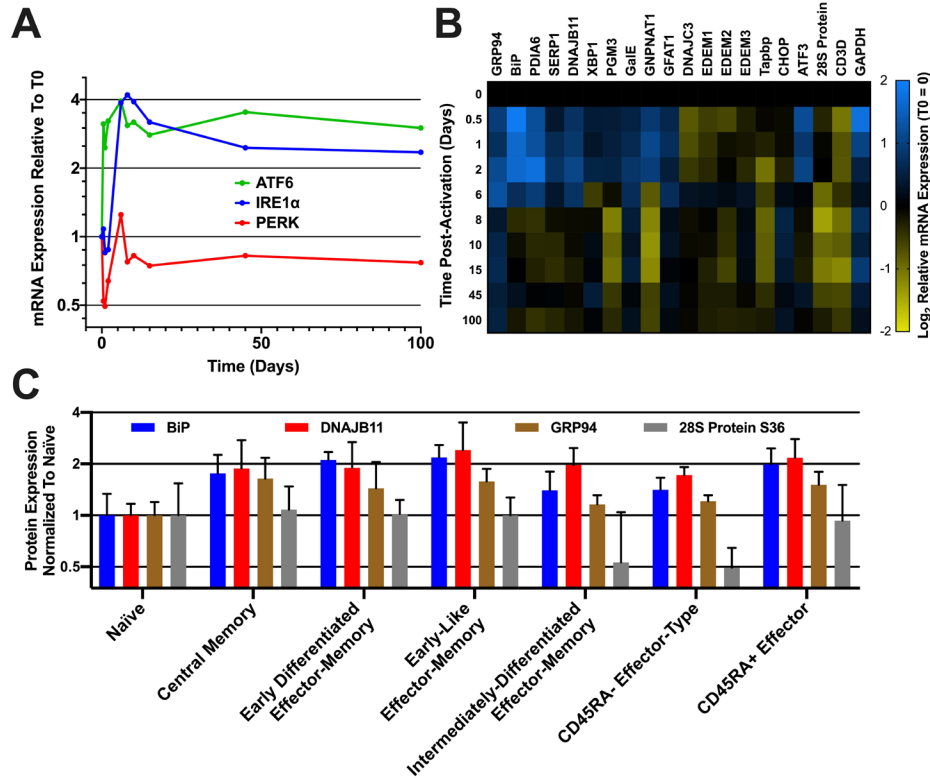 A
mRNA Expression Relative To T0
4
2
1
0.5
ATF6
IRE1α
PERK
0
50
100
Time (Days)
B
GRP94
BiP
PDIA6
SERP1
DNAJB11
XBP1
PGM3
GalE
GNPNAT1
GFAT1
DNAJC3
EDEM1
EDEM2
EDEM3
Tapbp
CHOP
ATF3
28S Protein
CD3D
GAPDH
Time Post-Activation (Days)
0
0.5
1
2
6
8
10
15
45
100
2
1
0
-1
-2
Log2 Relative mRNA Expression (T0 = 0)
C
Protein Expression
Normalized To Naïve
4
2
1
0.5
BiP
DNAJB11
GRP94
28S Protein S36
Naïve
Central Memory
Early Differentiated
Effector-Memory
Early-Like
Effector-Memory
Intermediately-Differentiated
Effector-Memory
CD45RA- Effector-Type
CD45RA+ Effector